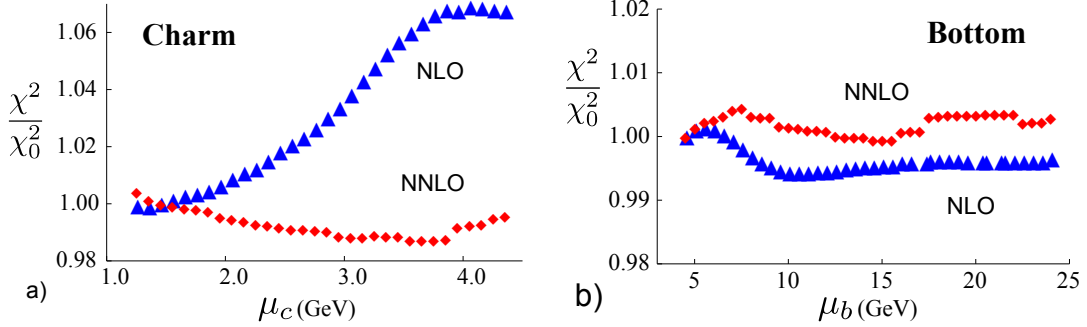 Charm
χ²
χ₀²
1.06
1.04
1.02
1.00
0.98
NLO
NNLO
1.0
2.0
3.0
4.0
a)
μc (GeV)
Bottom
χ²
χ₀²
1.02
1.01
1.00
0.99
0.98
NNLO
NLO
5
10
15
20
25
b)
μb (GeV)